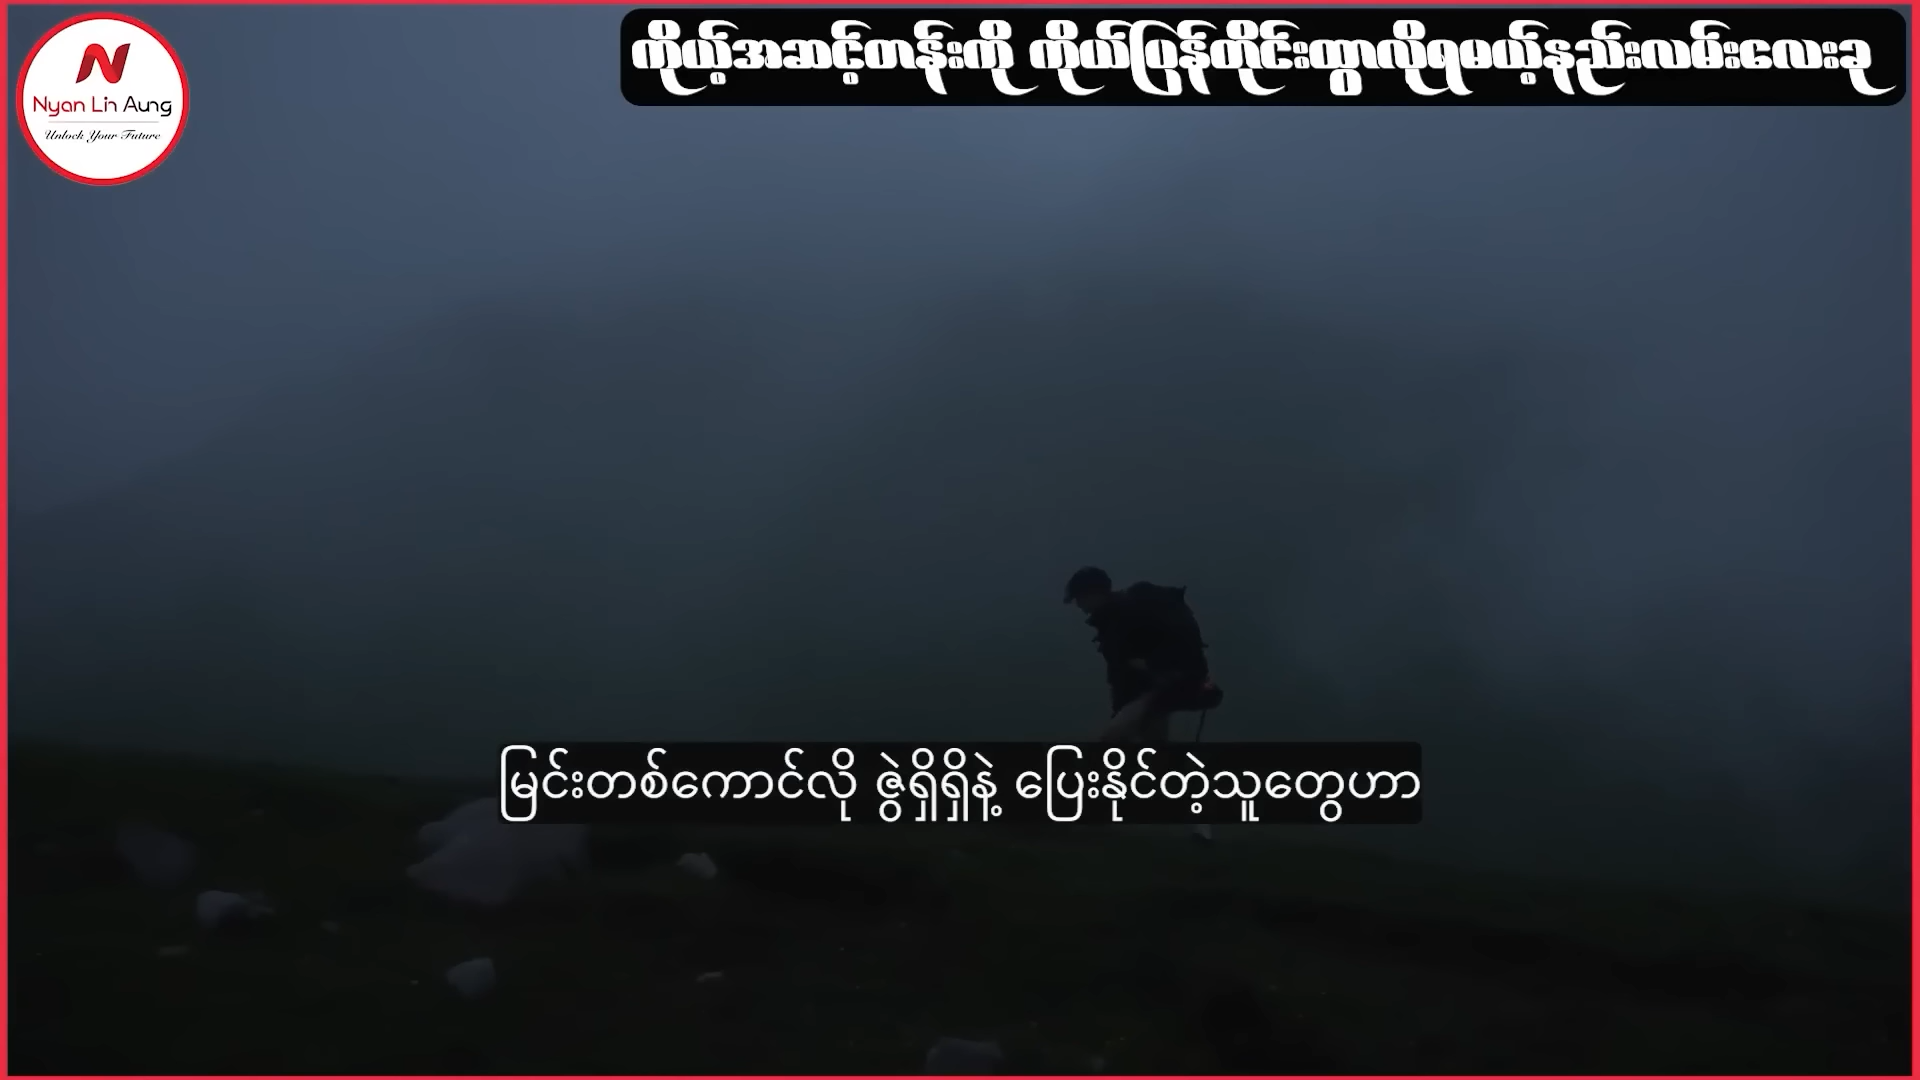 ကိုယ့်အဆင့်တန်းကို ကိုယ်ပြန်တိုင်းထွာလို့ရမယ့်နည်းလမ်းလေးခု
N
Nyan Lin Aung
Unlock Your Future
မြင်းတစ်ကောင်လို ဇွဲရှိရှိနဲ့ ပြေးနိုင်တဲ့သူတွေဟာ